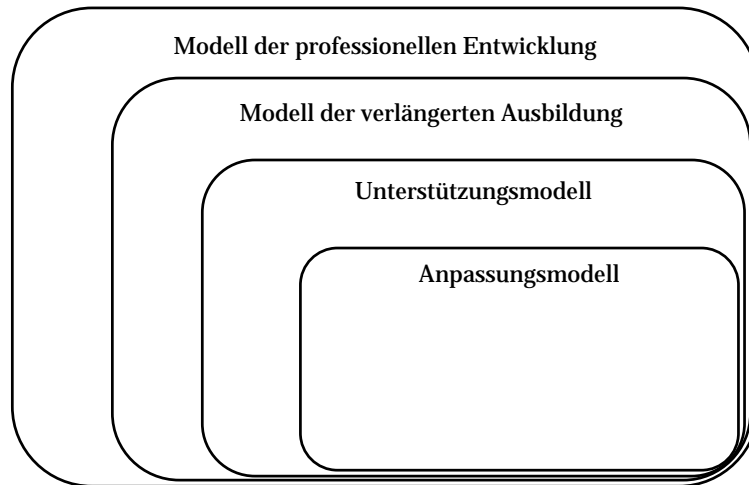 Modell der professionellen Entwicklung
Modell der verlängerten Ausbildung
Unterstützungsmodell
Anpassungsmodell